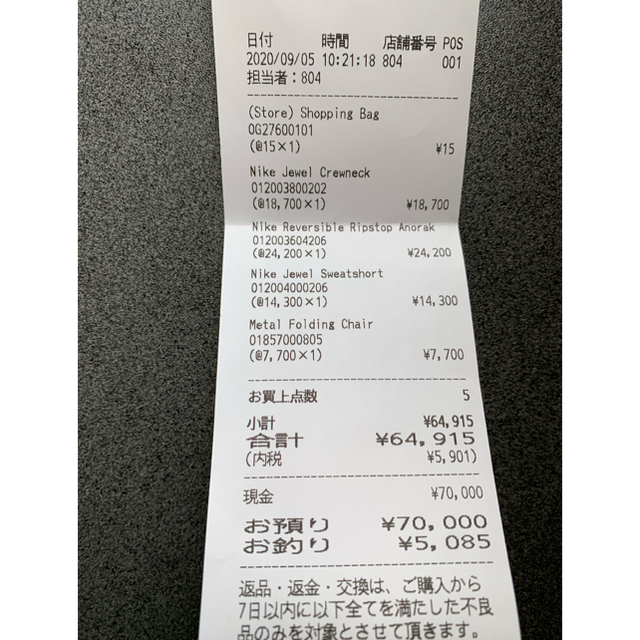 日付 時間 店舗番号 POS
2020/09/05 10:21:18 804 001
担当者:804
(Store) Shopping Bag
0G27600101
(@15×1) ¥15
Nike Jewel Crewneck
012003800202
(@18,700×1) ¥18,700
Nike Reversible Ripstop Anorak
012003604206
(@24,200×1) ¥24,200
Nike Jewel Sweatshort
012004000206
(@14,300×1) ¥14,300
Metal Folding Chair
01857000805
(@7,700×1) ¥7,700
お買上点数 5
小計 ¥64,915
合計 ¥64,915
(内税 ¥5,901)
現金 ¥70,000
お預り ¥70,000
お釣り ¥5,085
返品・返金・交換は、ご購入から
7日以内に以下全てを満たした不良
品のみを対象とさせて頂きます。